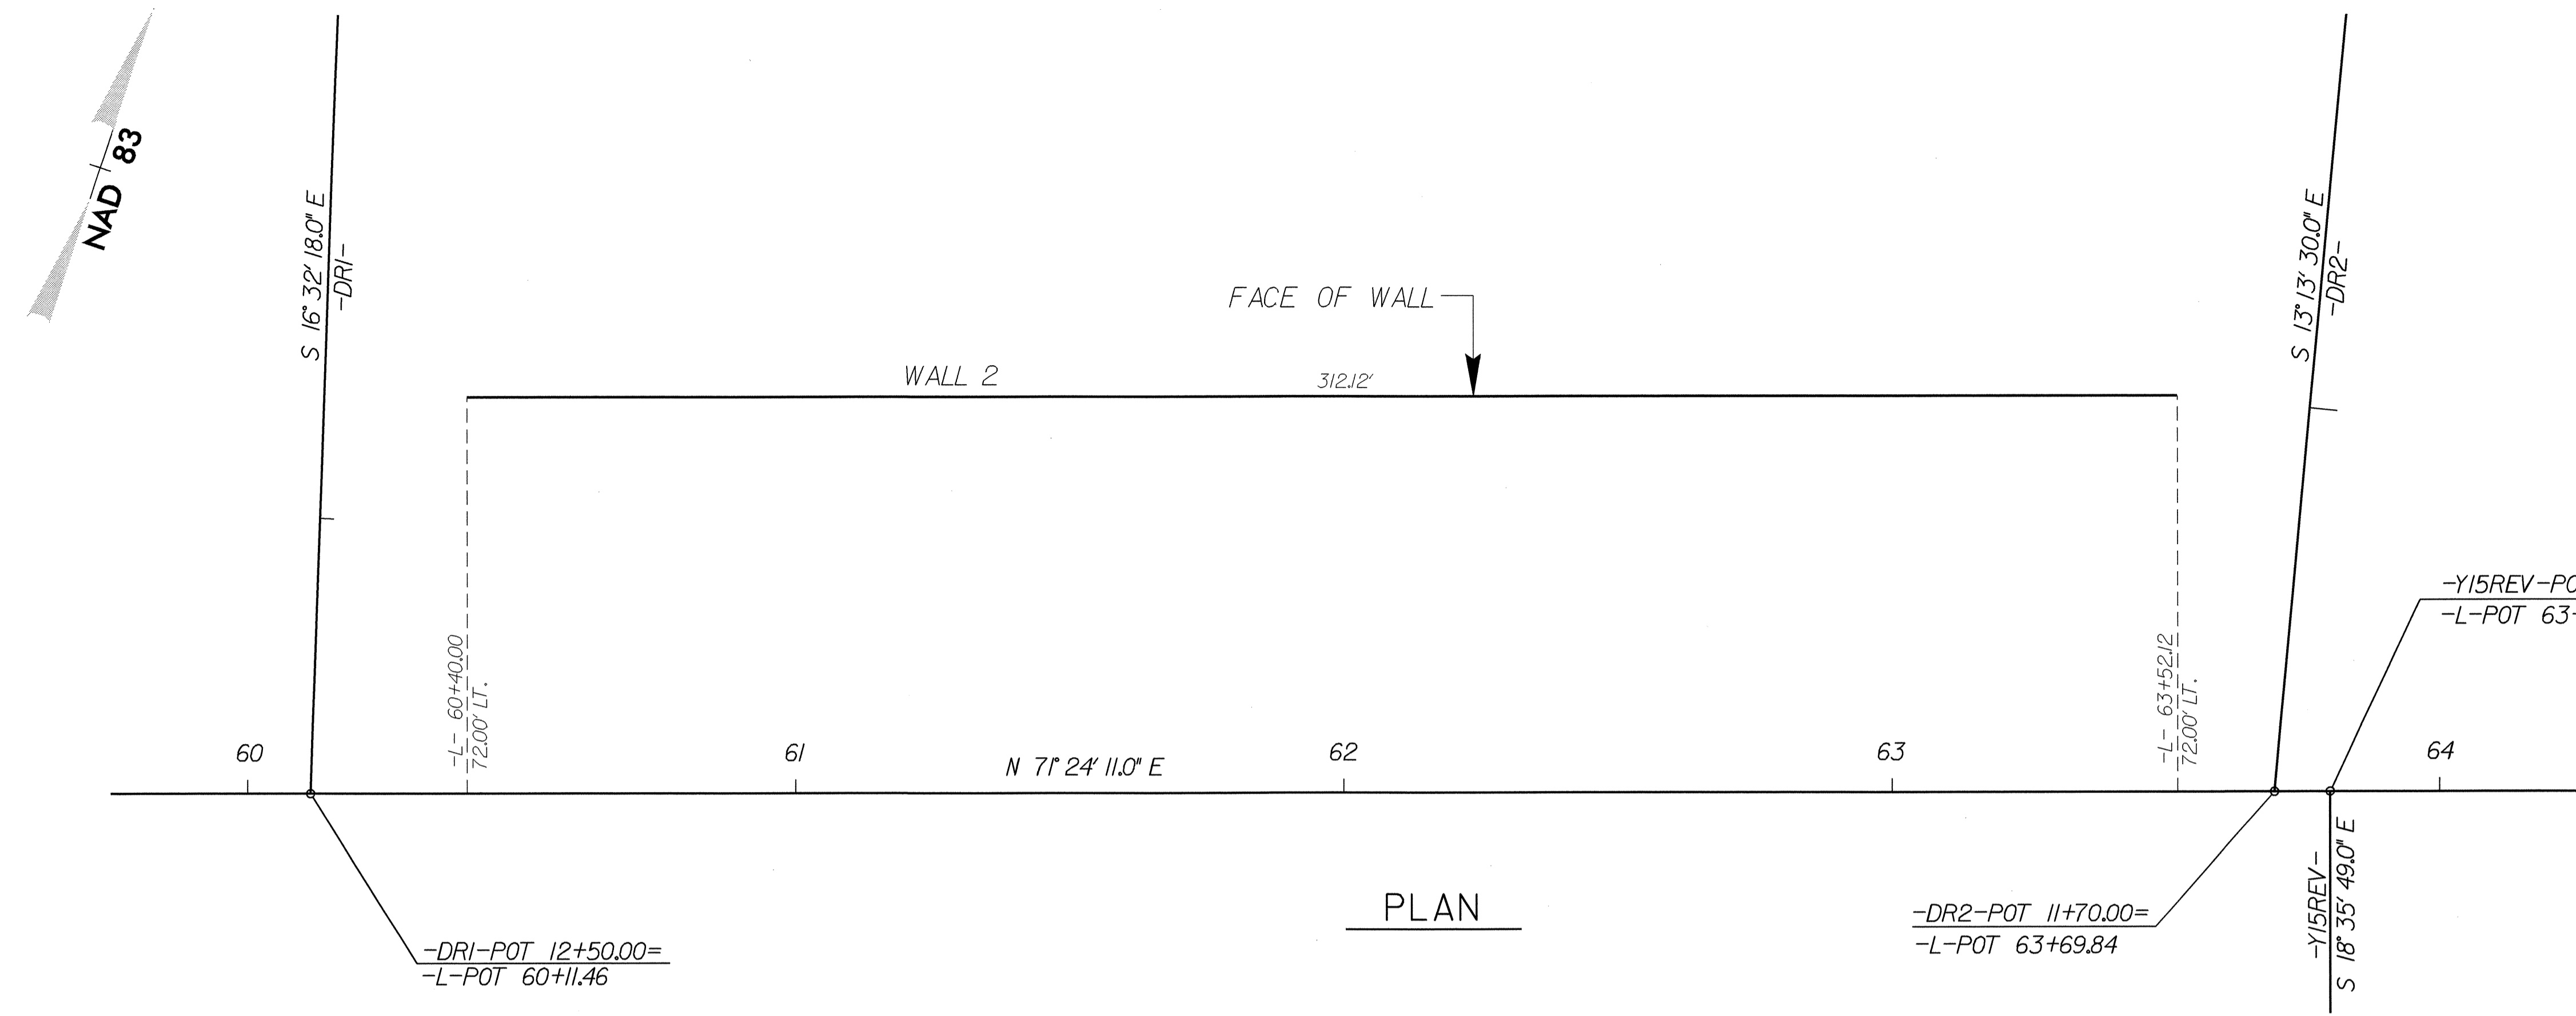 NAD 83
S 16° 32' 18.0" E
-DR1-
FACE OF WALL
WALL 2
312.12'
S 13° 13' 30.0" E
-DR2-
-L- 60+40.00
72.00' LT.
-L- 63+52.12
72.00' LT.
-Y15REV-PO
-L-POT 63+
60
61
62
63
64
N 71° 24' 11.0" E
PLAN
-DR1-POT 12+50.00=
-L-POT 60+11.46
-DR2-POT 11+70.00=
-L-POT 63+69.84
-Y15REV-
S 18° 35' 49.0" E